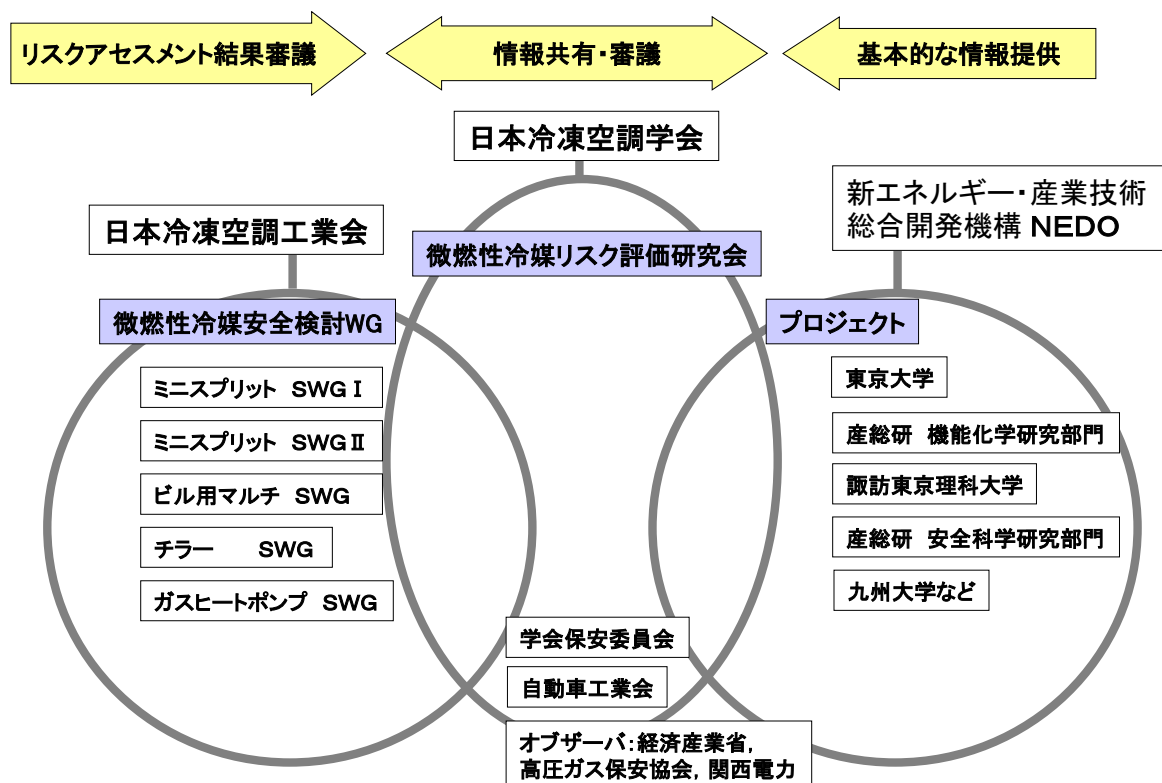 リスクアセスメント結果審議
情報共有・審議
基本的な情報提供
日本冷凍空調学会
新エネルギー・産業技術
総合開発機構 NEDO
日本冷凍空調工業会
微燃性冷媒リスク評価研究会
微燃性冷媒安全検討WG
プロジェクト
ミニスプリット SWG Ⅰ
ミニスプリット SWG Ⅱ
ビル用マルチ SWG
チラー　　SWG
ガスヒートポンプ SWG
東京大学
産総研 機能化学研究部門
諏訪東京理科大学
産総研 安全科学研究部門
九州大学など
学会保安委員会
自動車工業会
オブザーバ：経済産業省，
高圧ガス保安協会，関西電力